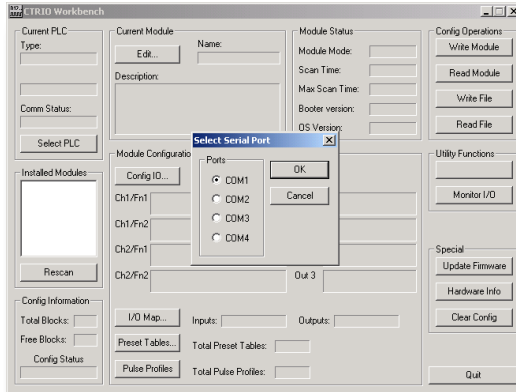 CTRIO Workbench
Current PLC
Type:
Comm Status:
Select PLC
Installed Modules
Rescan
Config Information
Total Blocks:
Free Blocks:
Config Status
Current Module
Edit...
Name:
Description:
Module Configuratio
Config IO...
Ch1/Fn1
Ch1/Fn2
Ch2/Fn1
Ch2/Fn2
Out 3
I/O Map...
Inputs:
Outputs:
Preset Tables...
Total Preset Tables:
Pulse Profiles
Total Pulse Profiles:
Module Status
Module Mode:
Scan Time:
Max Scan Time:
Booter version:
OS Version:
Select Serial Port
Ports
COM1
COM2
COM3
COM4
OK
Cancel
Config Operations
Write Module
Read Module
Write File
Read File
Utility Functions
Monitor I/O
Special
Update Firmware
Hardware Info
Clear Config
Quit